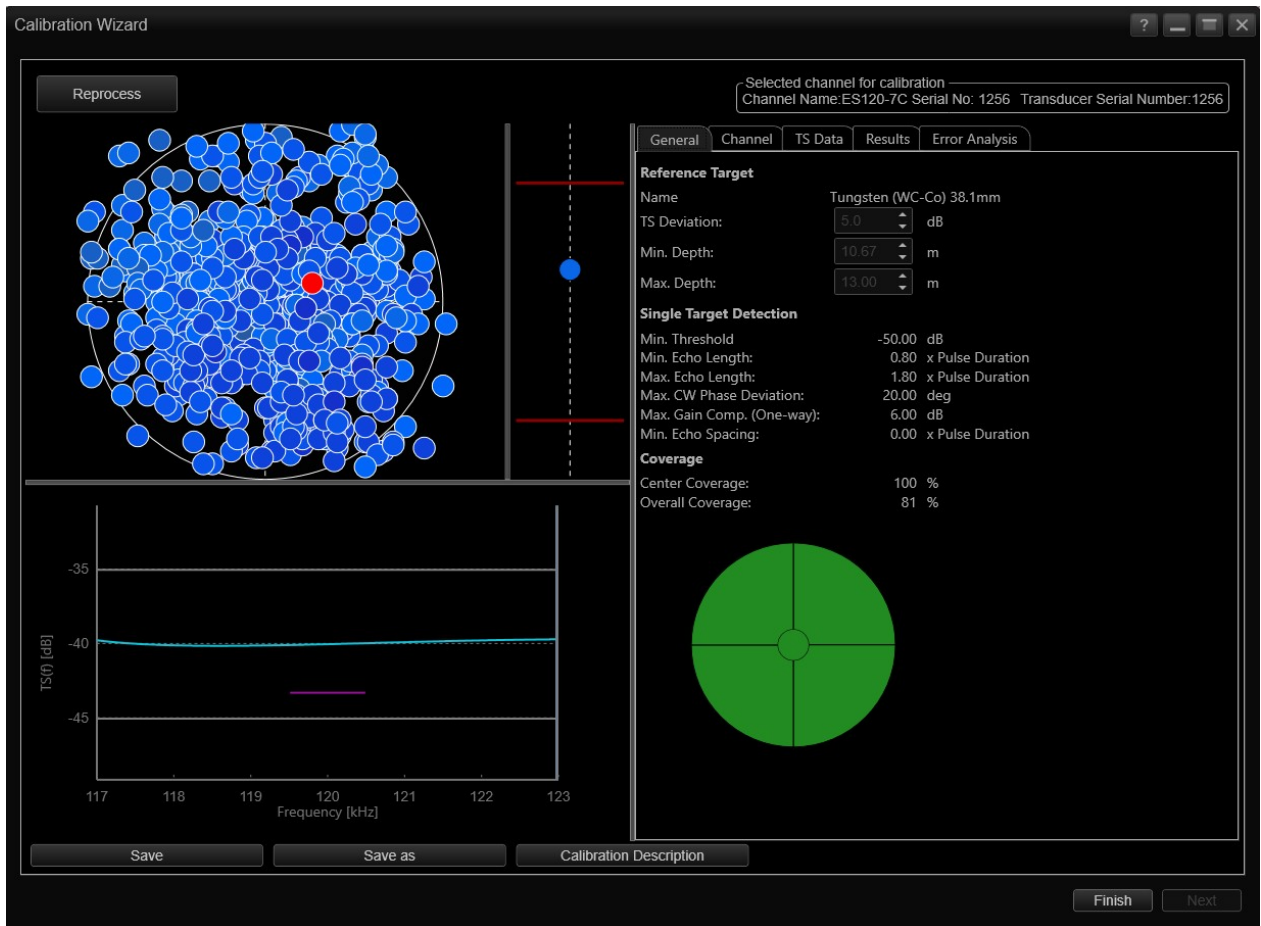 Calibration Wizard
?
Reprocess
Selected channel for calibration
Channel Name:ES120-7C Serial No: 1256 Transducer Serial Number:1256
General Channel TS Data Results Error Analysis
Reference Target
Name Tungsten (WC-Co) 38.1mm
TS Deviation: 5.0 dB
Min. Depth: 10.67 m
Max. Depth: 13.00 m
Single Target Detection
Min. Threshold -50.00 dB
Min. Echo Length: 0.80 x Pulse Duration
Max. Echo Length: 1.80 x Pulse Duration
Max. CW Phase Deviation: 20.00 deg
Max. Gain Comp. (One-way): 6.00 dB
Min. Echo Spacing: 0.00 x Pulse Duration
Coverage
Center Coverage: 100 %
Overall Coverage: 81 %
-35
-40
-45
TS(f) [dB]
117 118 119 120 121 122 123
Frequency [kHz]
Save Save as Calibration Description
Finish Next